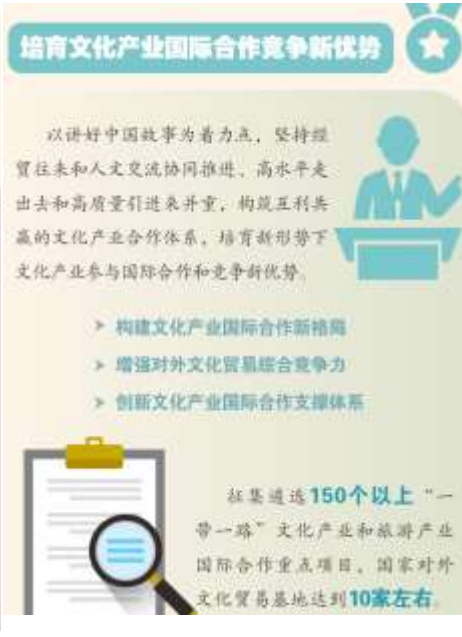 培育文化产业国际合作竞争新优势
以讲好中国故事为着力点，坚持经
贸往来和人文交流协同推进、高水平走
出去和高质量引进来并重，构筑互利共
赢的文化产业合作体系，培育新形势下
文化产业参与国际合作和竞争新优势。
构建文化产业国际合作新格局
增强对外文化贸易综合竞争力
创新文化产业国际合作支撑体系
征集遴选150个以上“一
带一路”文化产业和旅游产业
国际合作重点项目，国家对外
文化贸易基地达到10家左右。